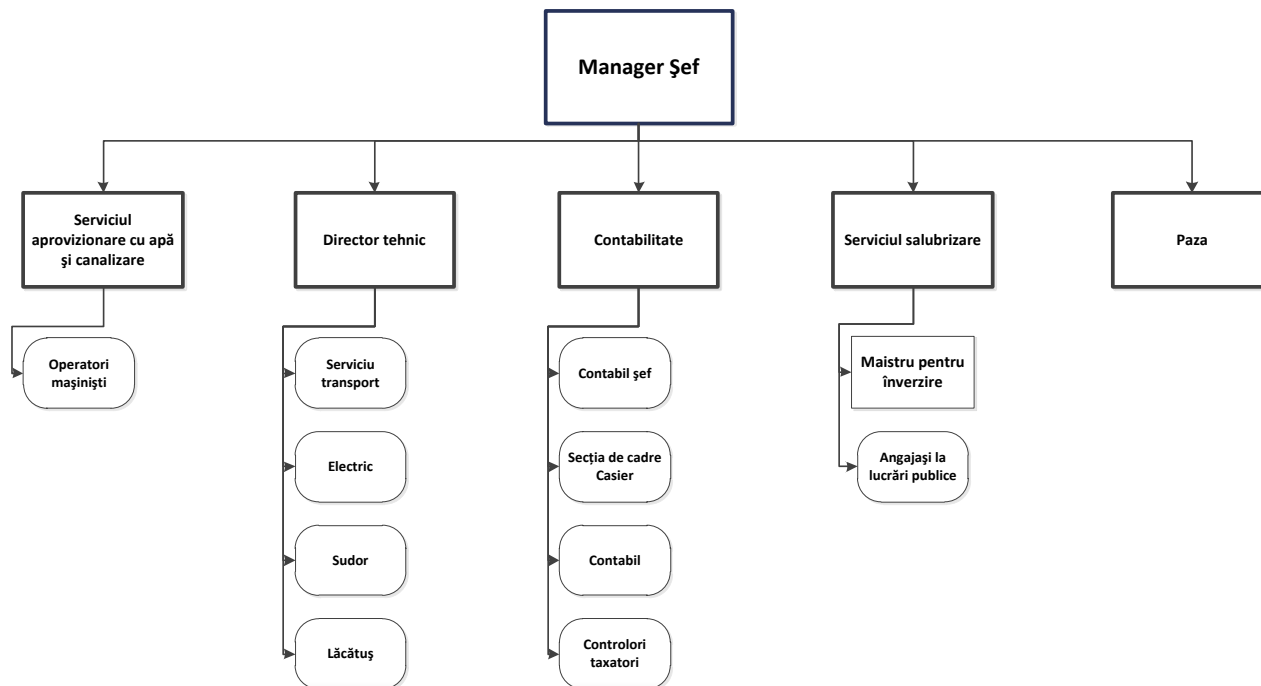 Manager Şef
Serviciul
aprovizionare cu apă
şi canalizare
Director tehnic
Contabilitate
Serviciul salubrizare
Paza
Operatori
maşinişti
Serviciu
transport
Electric
Sudor
Lăcătuş
Contabil şef
Secția de cadre
Casier
Contabil
Controlori
taxatori
Maistru pentru
înverzire
Angajaşi la
lucrări publice